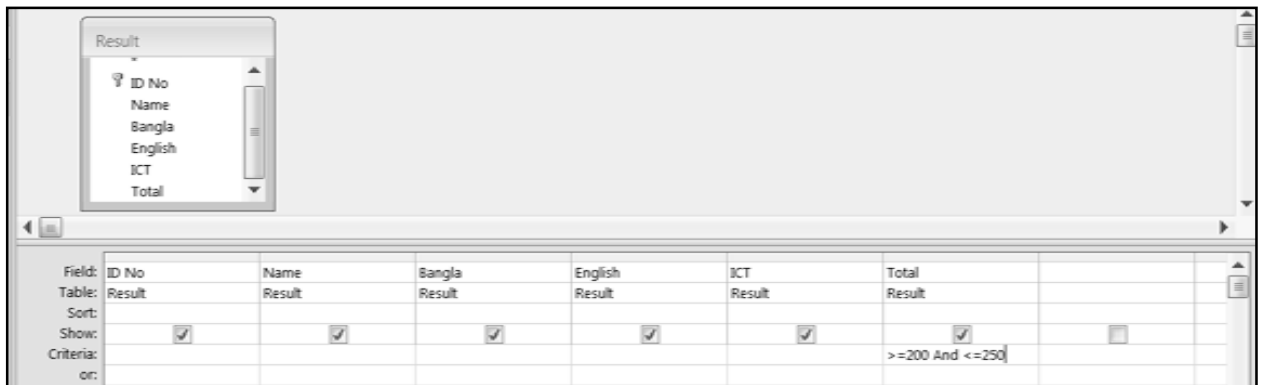 Result
ID No
Name
Bangla
English
ICT
Total
Field: ID No Name Bangla English ICT Total
Table: Result Result Result Result Result Result
Sort:
Show:
Criteria: >=200 And <=250
or: